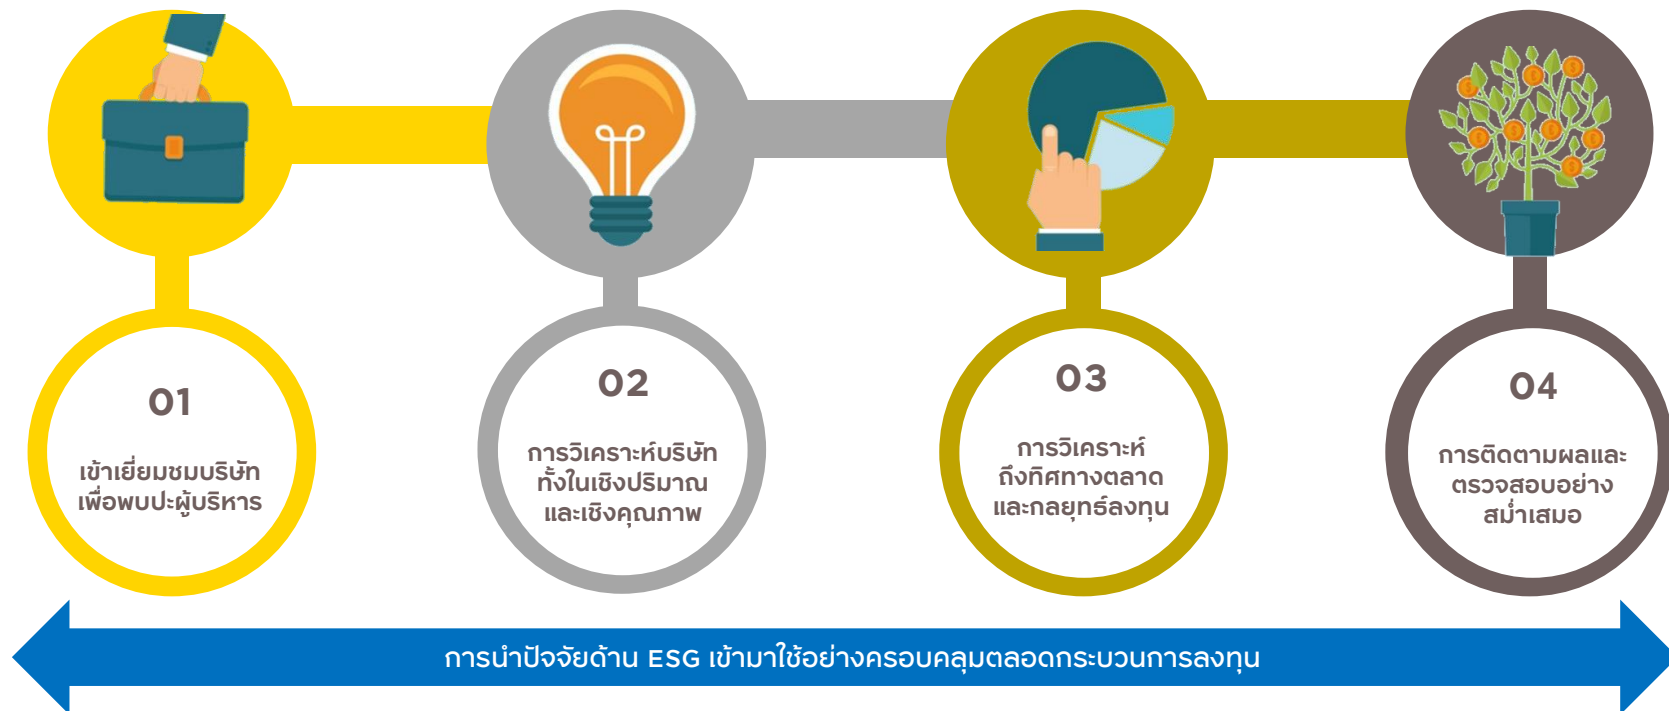 01
เข้าเยี่ยมชมบริษัท
เพื่อพบปะผู้บริหาร
02
การวิเคราะห์บริษัท
ทั้งในเชิงปริมาณ
และเชิงคุณภาพ
03
การวิเคราะห์
ถึงทิศทางตลาด
และกลยุทธ์ลงทุน
04
การติดตามผลและ
ตรวจสอบอย่าง
สม่ำเสมอ
การนำปัจจัยด้าน ESG เข้ามาใช้อย่างครอบคลุมตลอดกระบวนการลงทุน